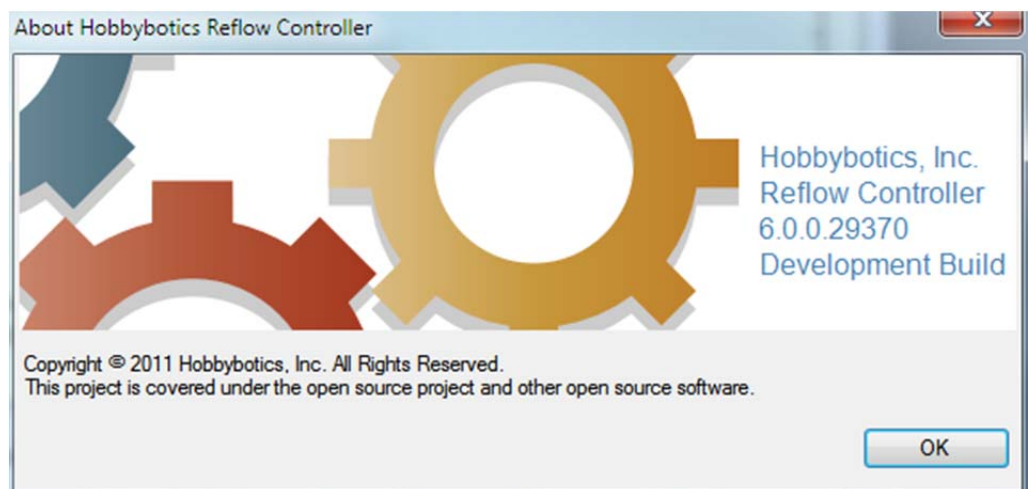 About Hobbybotics Reflow Controller
Hobbybotics, Inc.
Reflow Controller
6.0.0.29370
Development Build
Copyright © 2011 Hobbybotics, Inc. All Rights Reserved.
This project is covered under the open source project and other open source software.
OK